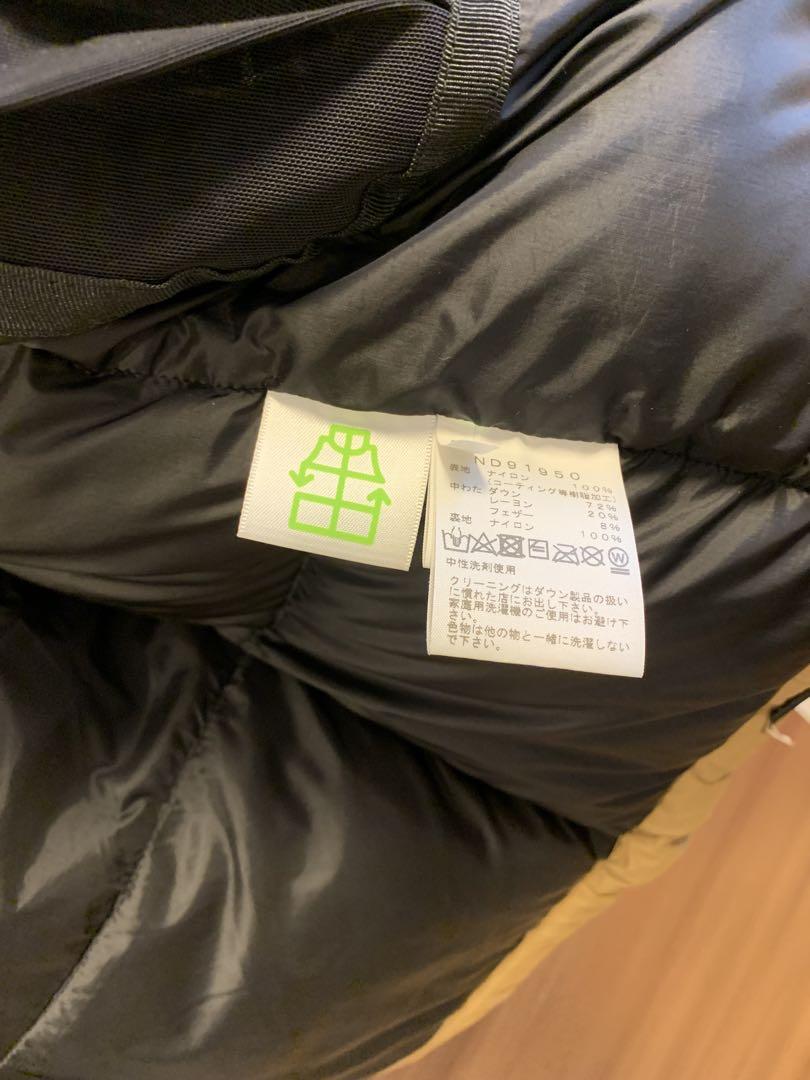 ND91950
表地 ナイロン 100%
(コーティング等樹脂加工)
中わた ダウン 72%
レーヨン 20%
フェザー 8%
裏地 ナイロン 100%
W
中性洗剤使用
クリーニングはダウン製品の扱い
に慣れた店にお出し下さい。
家庭用洗濯機のご使用はお避け下
さい。
色物は他の物と一緒に洗濯しない
で下さい。